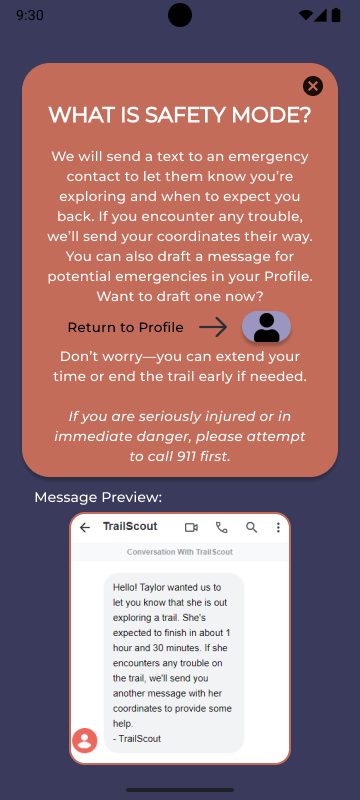 9:30
WHAT IS SAFETY MODE?
We will send a text to an emergency
contact to let them know you're
exploring and when to expect you
back. If you encounter any trouble,
we'll send your coordinates their way.
You can also draft a message for
potential emergencies in your Profile.
Want to draft one now?
Return to Profile
Don't worry—you can extend your
time or end the trail early if needed.
If you are seriously injured or in
immediate danger, please attempt
to call 911 first.
Message Preview:
TrailScout
Conversation With TrailScout
Hello! Taylor wanted us to
let you know that she is out
exploring a trail. She's
expected to finish in about 1
hour and 30 minutes. If she
encounters any trouble on
the trail, we'll send you
another message with her
coordinates to provide some
help.
- TrailScout